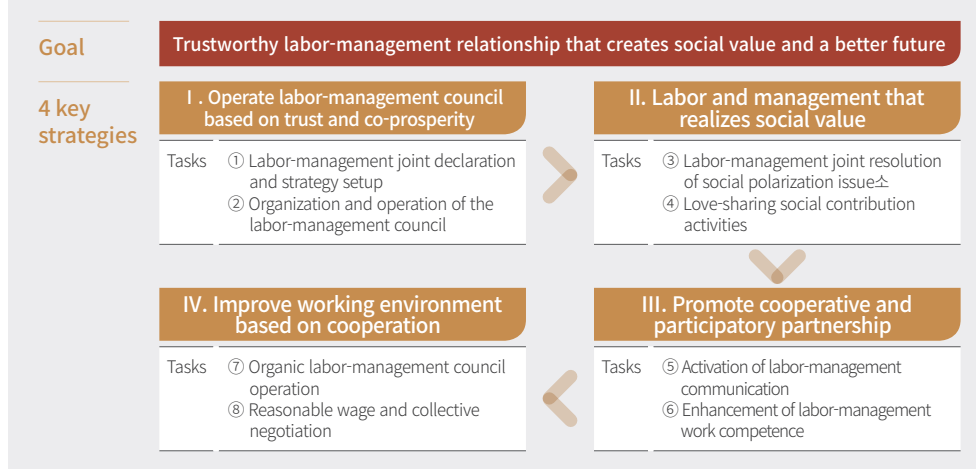 Goal
Trustworthy labor-management relationship that creates social value and a better future
4 key
strategies
Ⅰ. Operate labor-management council
based on trust and co-prosperity
Tasks
① Labor-management joint declaration
and strategy setup
② Organization and operation of the
labor-management council
II. Labor and management that
realizes social value
Tasks
③ Labor-management joint resolution
of social polarization issue소
④ Love-sharing social contribution
activities
III. Promote cooperative and
participatory partnership
Tasks
⑤ Activation of labor-management
communication
⑥ Enhancement of labor-management
work competence
IV. Improve working environment
based on cooperation
Tasks
⑦ Organic labor-management council
operation
⑧ Reasonable wage and collective
negotiation